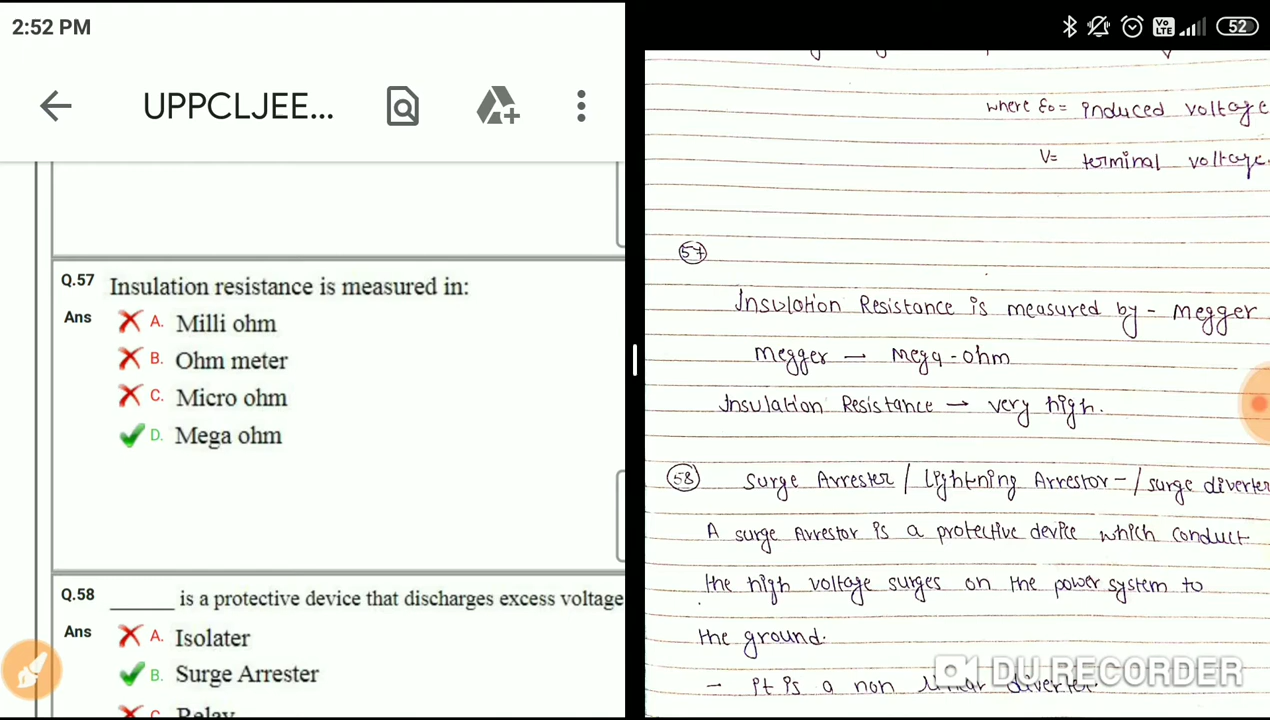 2:52 PM
VoLTE 52
UPPCLJEE...
Q.57 Insulation resistance is measured in:
Ans A. Milli ohm
B. Ohm meter
C. Micro ohm
D. Mega ohm
Q.58 ______ is a protective device that discharges excess voltage
Ans A. Isolater
B. Surge Arrester
C. Relay
where E0 = induced voltage
V= terminal voltage.
57
Insulation Resistance is measured by - Megger
Megger → Mega-ohm
Insulation Resistance → very high.
58 Surge Arrester / Lightning Arrestor-/surge diverter
A surge Arrestor is a protective device which conduct
the high voltage surges on the power system to
the ground.
- it is a non linear diverter.
DU RECORDER